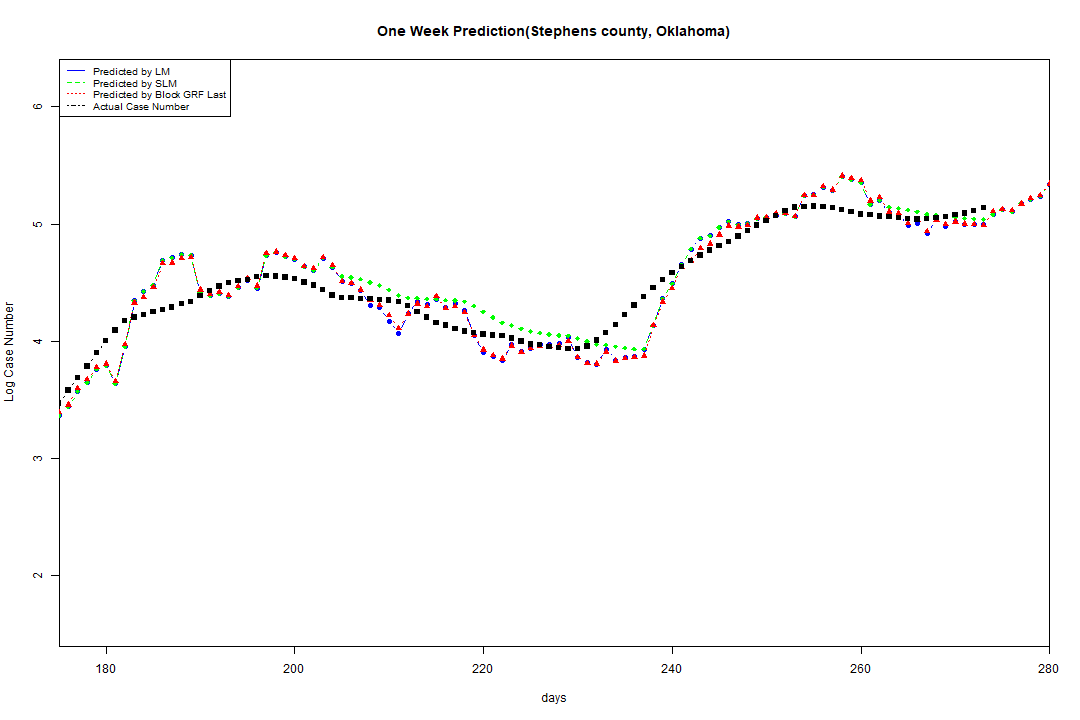 One Week Prediction(Stephens county, Oklahoma)
Predicted by LM
Predicted by SLM
Predicted by Block GRF Last
Actual Case Number
6
5
4
3
2
Log Case Number
180 200 220 240 260 280
days